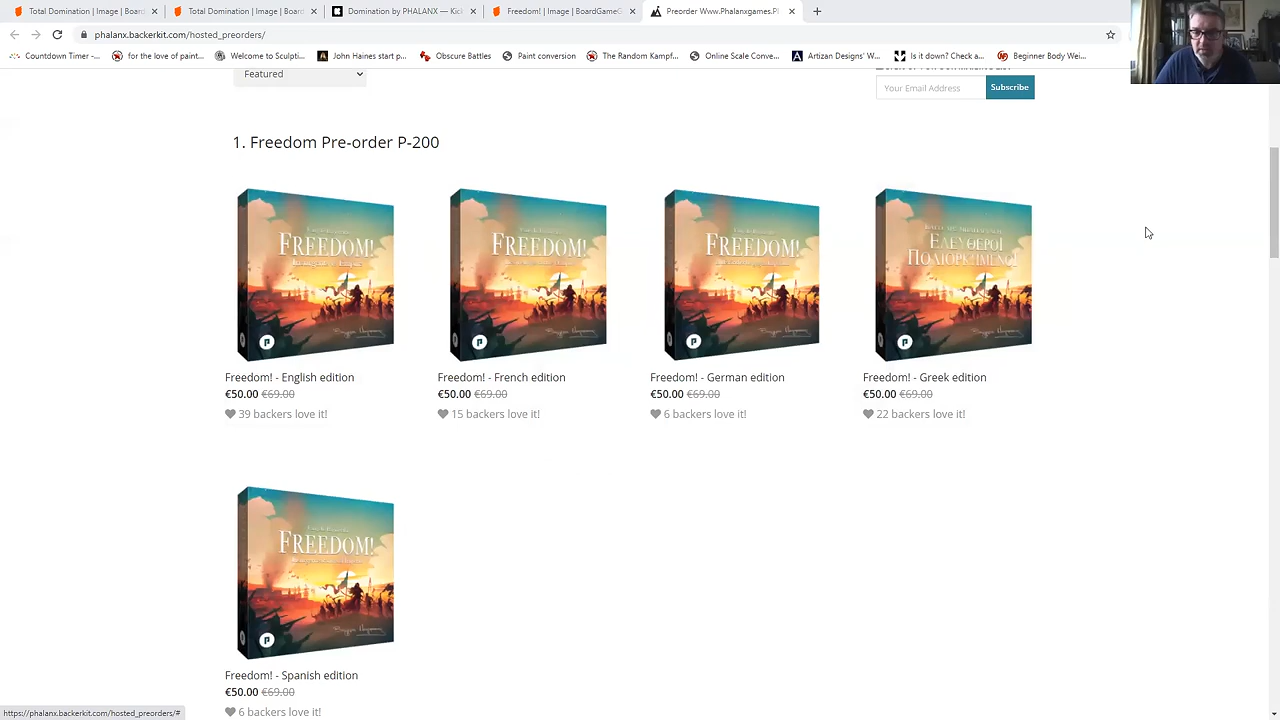 Total Domination | Image | Board
Total Domination | Image | Board
Domination by PHALANX — Kick
Freedom! | Image | BoardGameG
Preorder Www.Phalanxgames.Pl
phalanx.backerkit.com/hosted_preorders/
Countdown Timer -...
for the love of paint...
Welcome to Sculpti...
John Haines start p...
Obscure Battles
Paint conversion
The Random Kampf...
Online Scale Conve...
Artizan Designs' W...
Is it down? Check a...
Beginner Body Wei...
Featured
Your Email Address
Subscribe
1. Freedom Pre-order P-200
FREEDOM!
FREEDOM!
FREEDOM!
ΕΛΕΥΘΕΡΟΙ
ΠΟΛΙΟΡΚΗΜΕΝΟΙ
Freedom! - English edition
€50.00 €69.00
39 backers love it!
Freedom! - French edition
€50.00 €69.00
15 backers love it!
Freedom! - German edition
€50.00 €69.00
6 backers love it!
Freedom! - Greek edition
€50.00 €69.00
22 backers love it!
FREEDOM!
Freedom! - Spanish edition
€50.00 €69.00
6 backers love it!
https://phalanx.backerkit.com/hosted_preorders/#